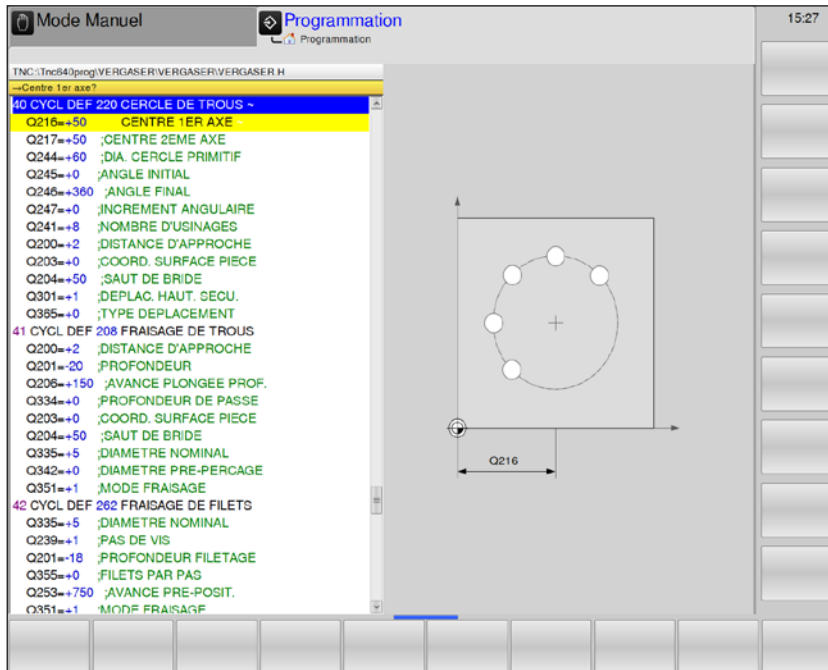 Mode Manuel
Programmation
Programmation
15:27
TNC:\Tnc640prog\VERGASER\VERGASER\VERGASER.H
→Centre 1er axe?
40 CYCL DEF 220 CERCLE DE TROUS ~
Q216=+50 CENTRE 1ER AXE ~
Q217=+50 ;CENTRE 2EME AXE
Q244=+60 ;DIA. CERCLE PRIMITIF
Q245=+0 ;ANGLE INITIAL
Q246=+360 ;ANGLE FINAL
Q247=+0 ;INCREMENT ANGULAIRE
Q241=+8 ;NOMBRE D'USINAGES
Q200=+2 ;DISTANCE D'APPROCHE
Q203=+0 ;COORD. SURFACE PIECE
Q204=+50 ;SAUT DE BRIDE
Q301=+1 ;DEPLAC. HAUT. SECU.
Q365=+0 ;TYPE DEPLACEMENT
41 CYCL DEF 208 FRAISAGE DE TROUS
Q200=+2 ;DISTANCE D'APPROCHE
Q201=-20 ;PROFONDEUR
Q206=+150 ;AVANCE PLONGEE PROF.
Q334=+0 ;PROFONDEUR DE PASSE
Q203=+0 ;COORD. SURFACE PIECE
Q204=+50 ;SAUT DE BRIDE
Q335=+5 ;DIAMETRE NOMINAL
Q342=+0 ;DIAMETRE PRE-PERCAGE
Q351=+1 ;MODE FRAISAGE
42 CYCL DEF 262 FRAISAGE DE FILETS
Q335=+5 ;DIAMETRE NOMINAL
Q239=+1 ;PAS DE VIS
Q201=-18 ;PROFONDEUR FILETAGE
Q355=+0 ;FILETS PAR PAS
Q253=+750 ;AVANCE PRE-POSIT.
Q351=+1 ;MODE FRAISAGE
Q216